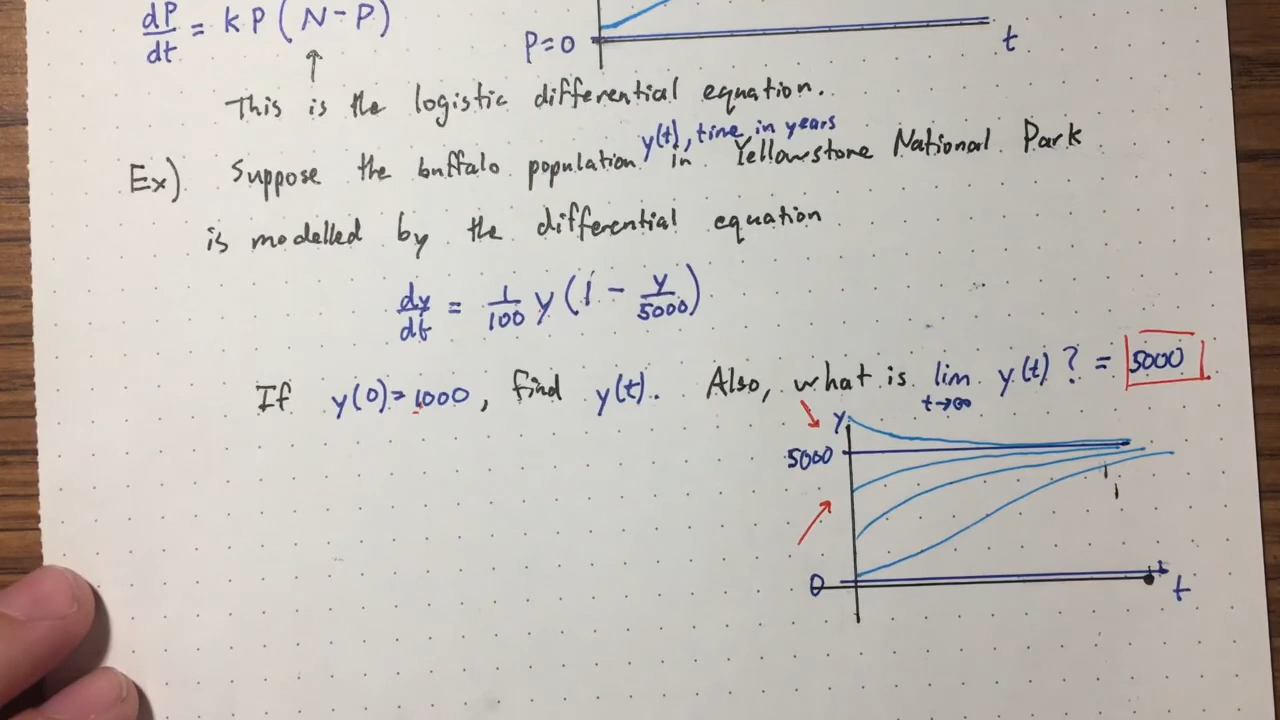 dP/dt = kP(N-P)
P=0
t
↑
This is the logistic differential equation.
y(t), time in years
Ex) Suppose the buffalo population in Yellowstone National Park
is modelled by the differential equation
dy/dt = 1/100 y (1 - y/5000)
If y(0)=1000, find y(t). Also, what is lim t→∞ y(t)? = 5000
y
5000
0
t